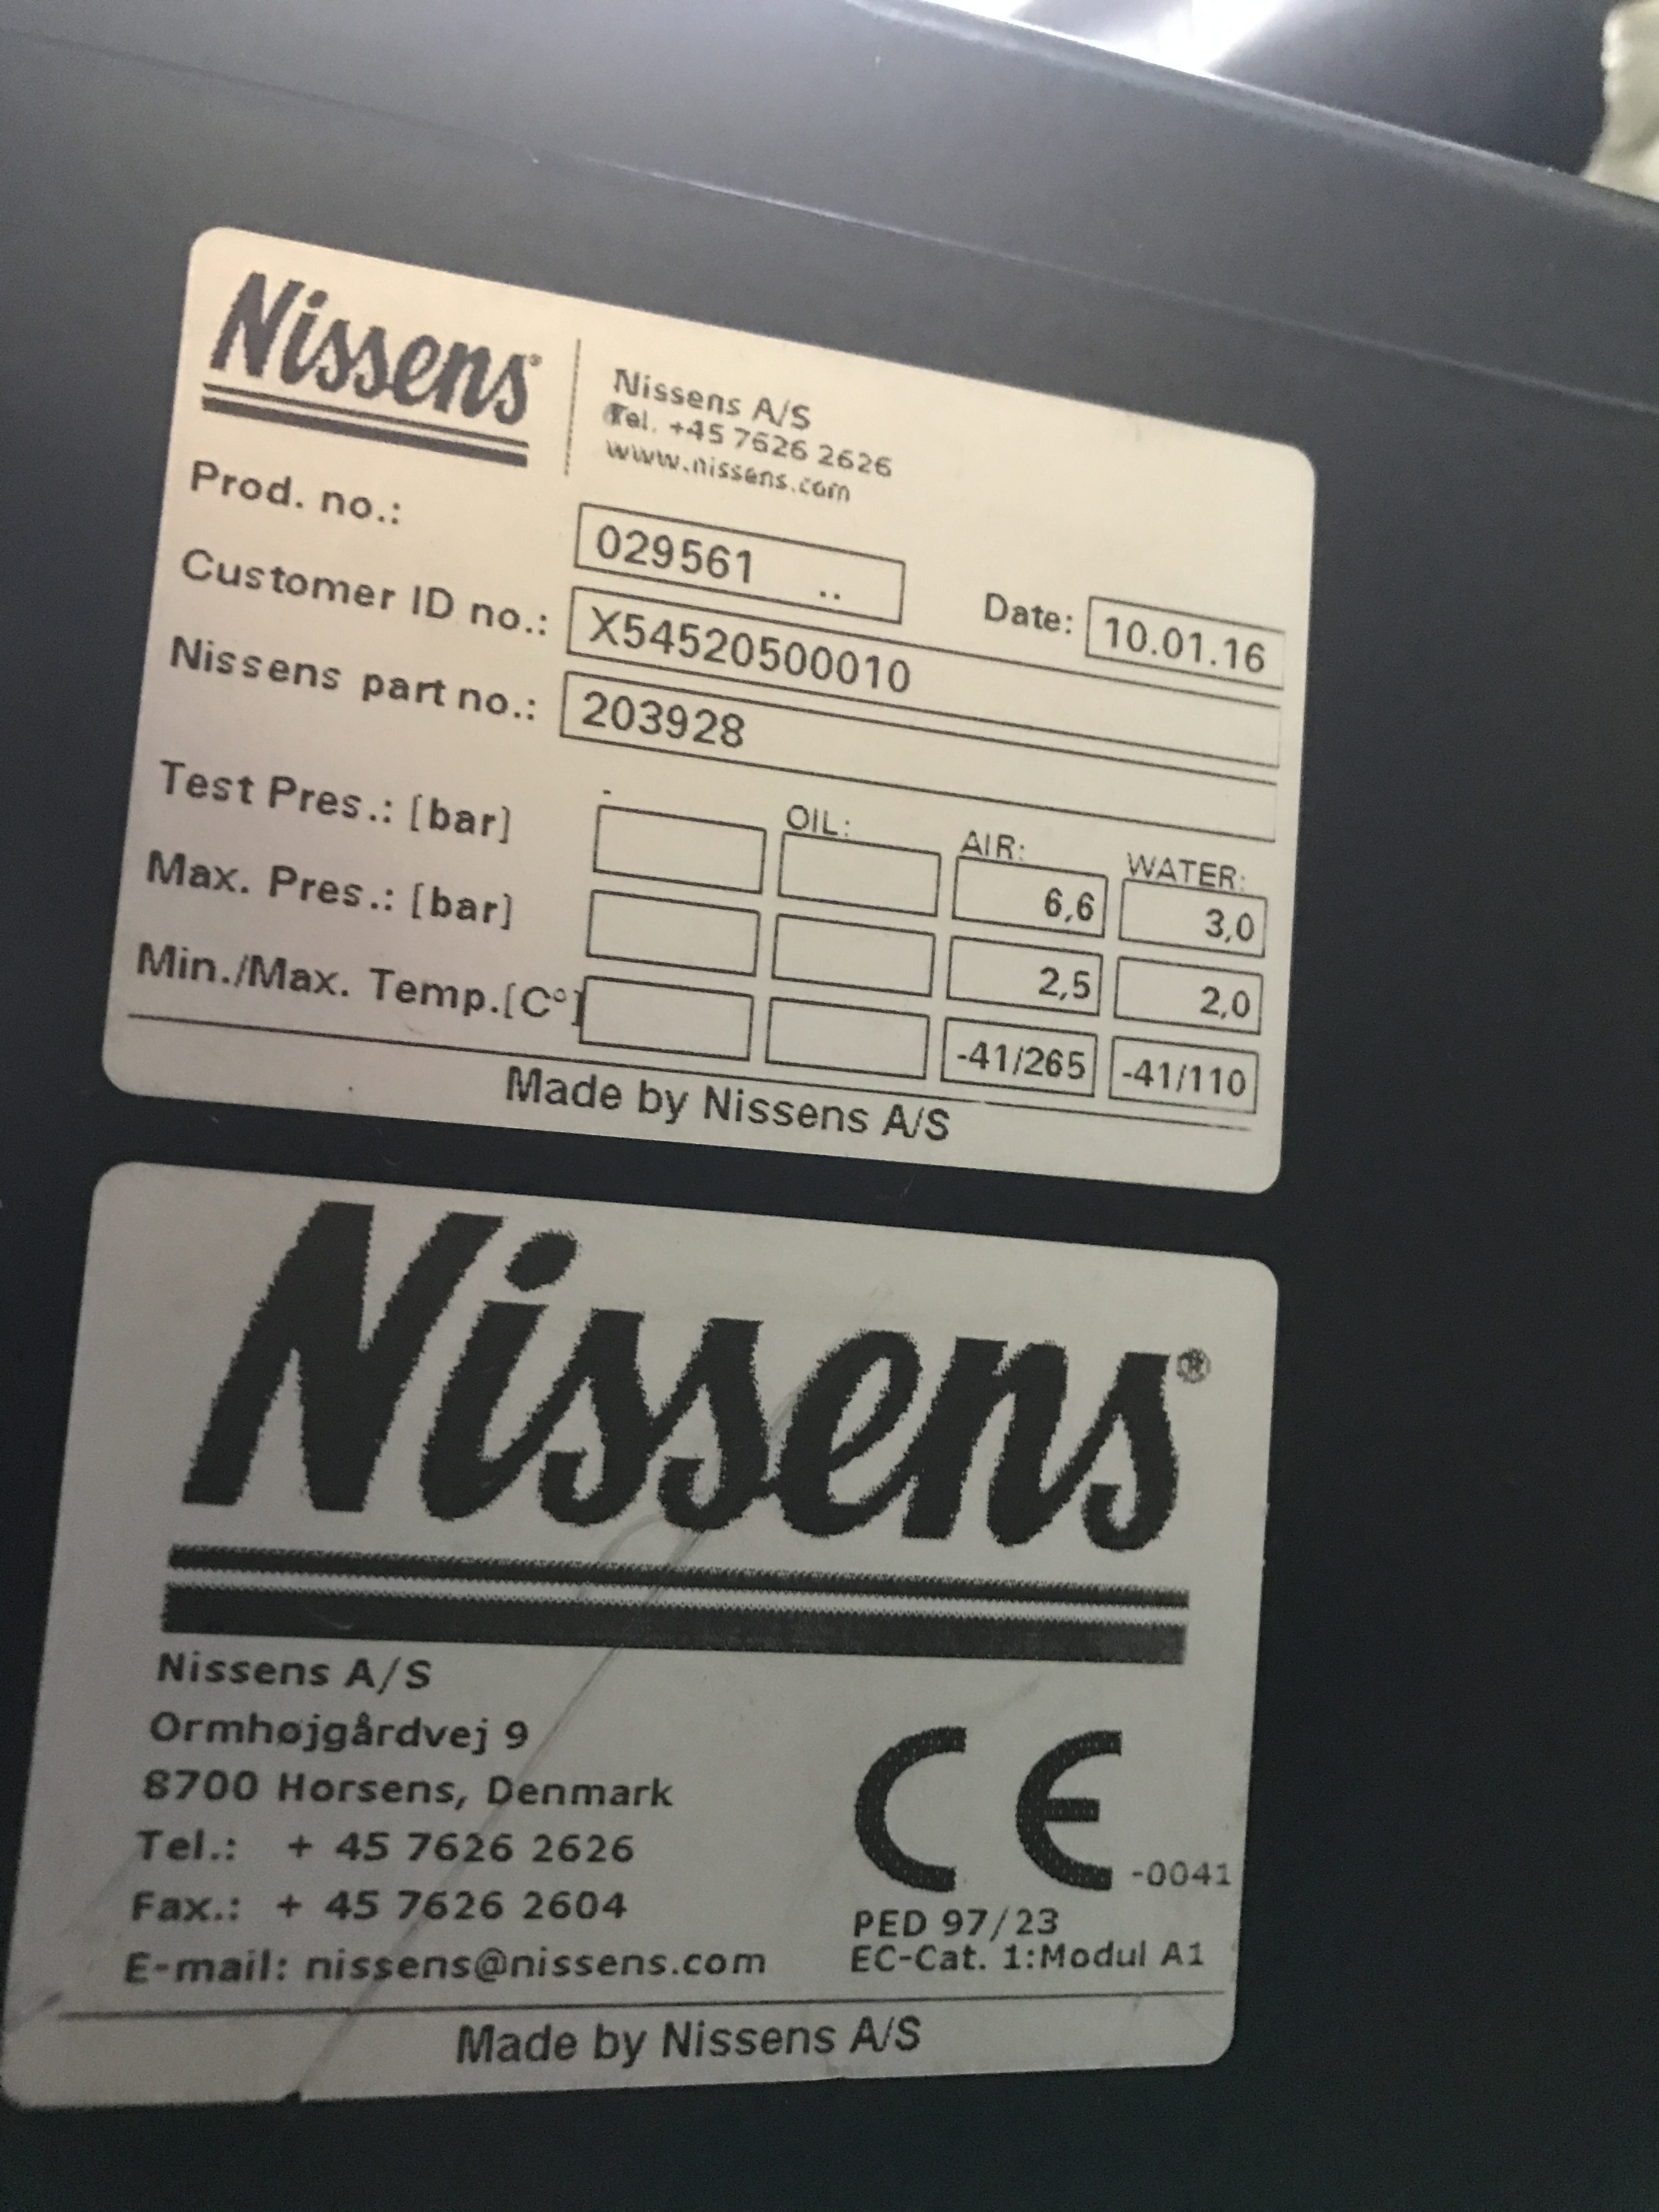 Nissens®
Nissens A/S
Tel. +45 7626 2626
www.nissens.com
Prod. no.: 029561 ..
Date: 10.01.16
Customer ID no.: X54520500010
Nissens part no.: 203928
OIL: AIR: WATER:
Test Pres.: [bar] 6,6 3,0
Max. Pres.: [bar] 2,5 2,0
Min./Max. Temp.[C°] -41/265 -41/110
Made by Nissens A/S
Nissens®
Nissens A/S
Ormhøjgårdvej 9
8700 Horsens, Denmark
Tel.: + 45 7626 2626
Fax.: + 45 7626 2604
E-mail: nissens@nissens.com
CE -0041
PED 97/23
EC-Cat. 1:Modul A1
Made by Nissens A/S